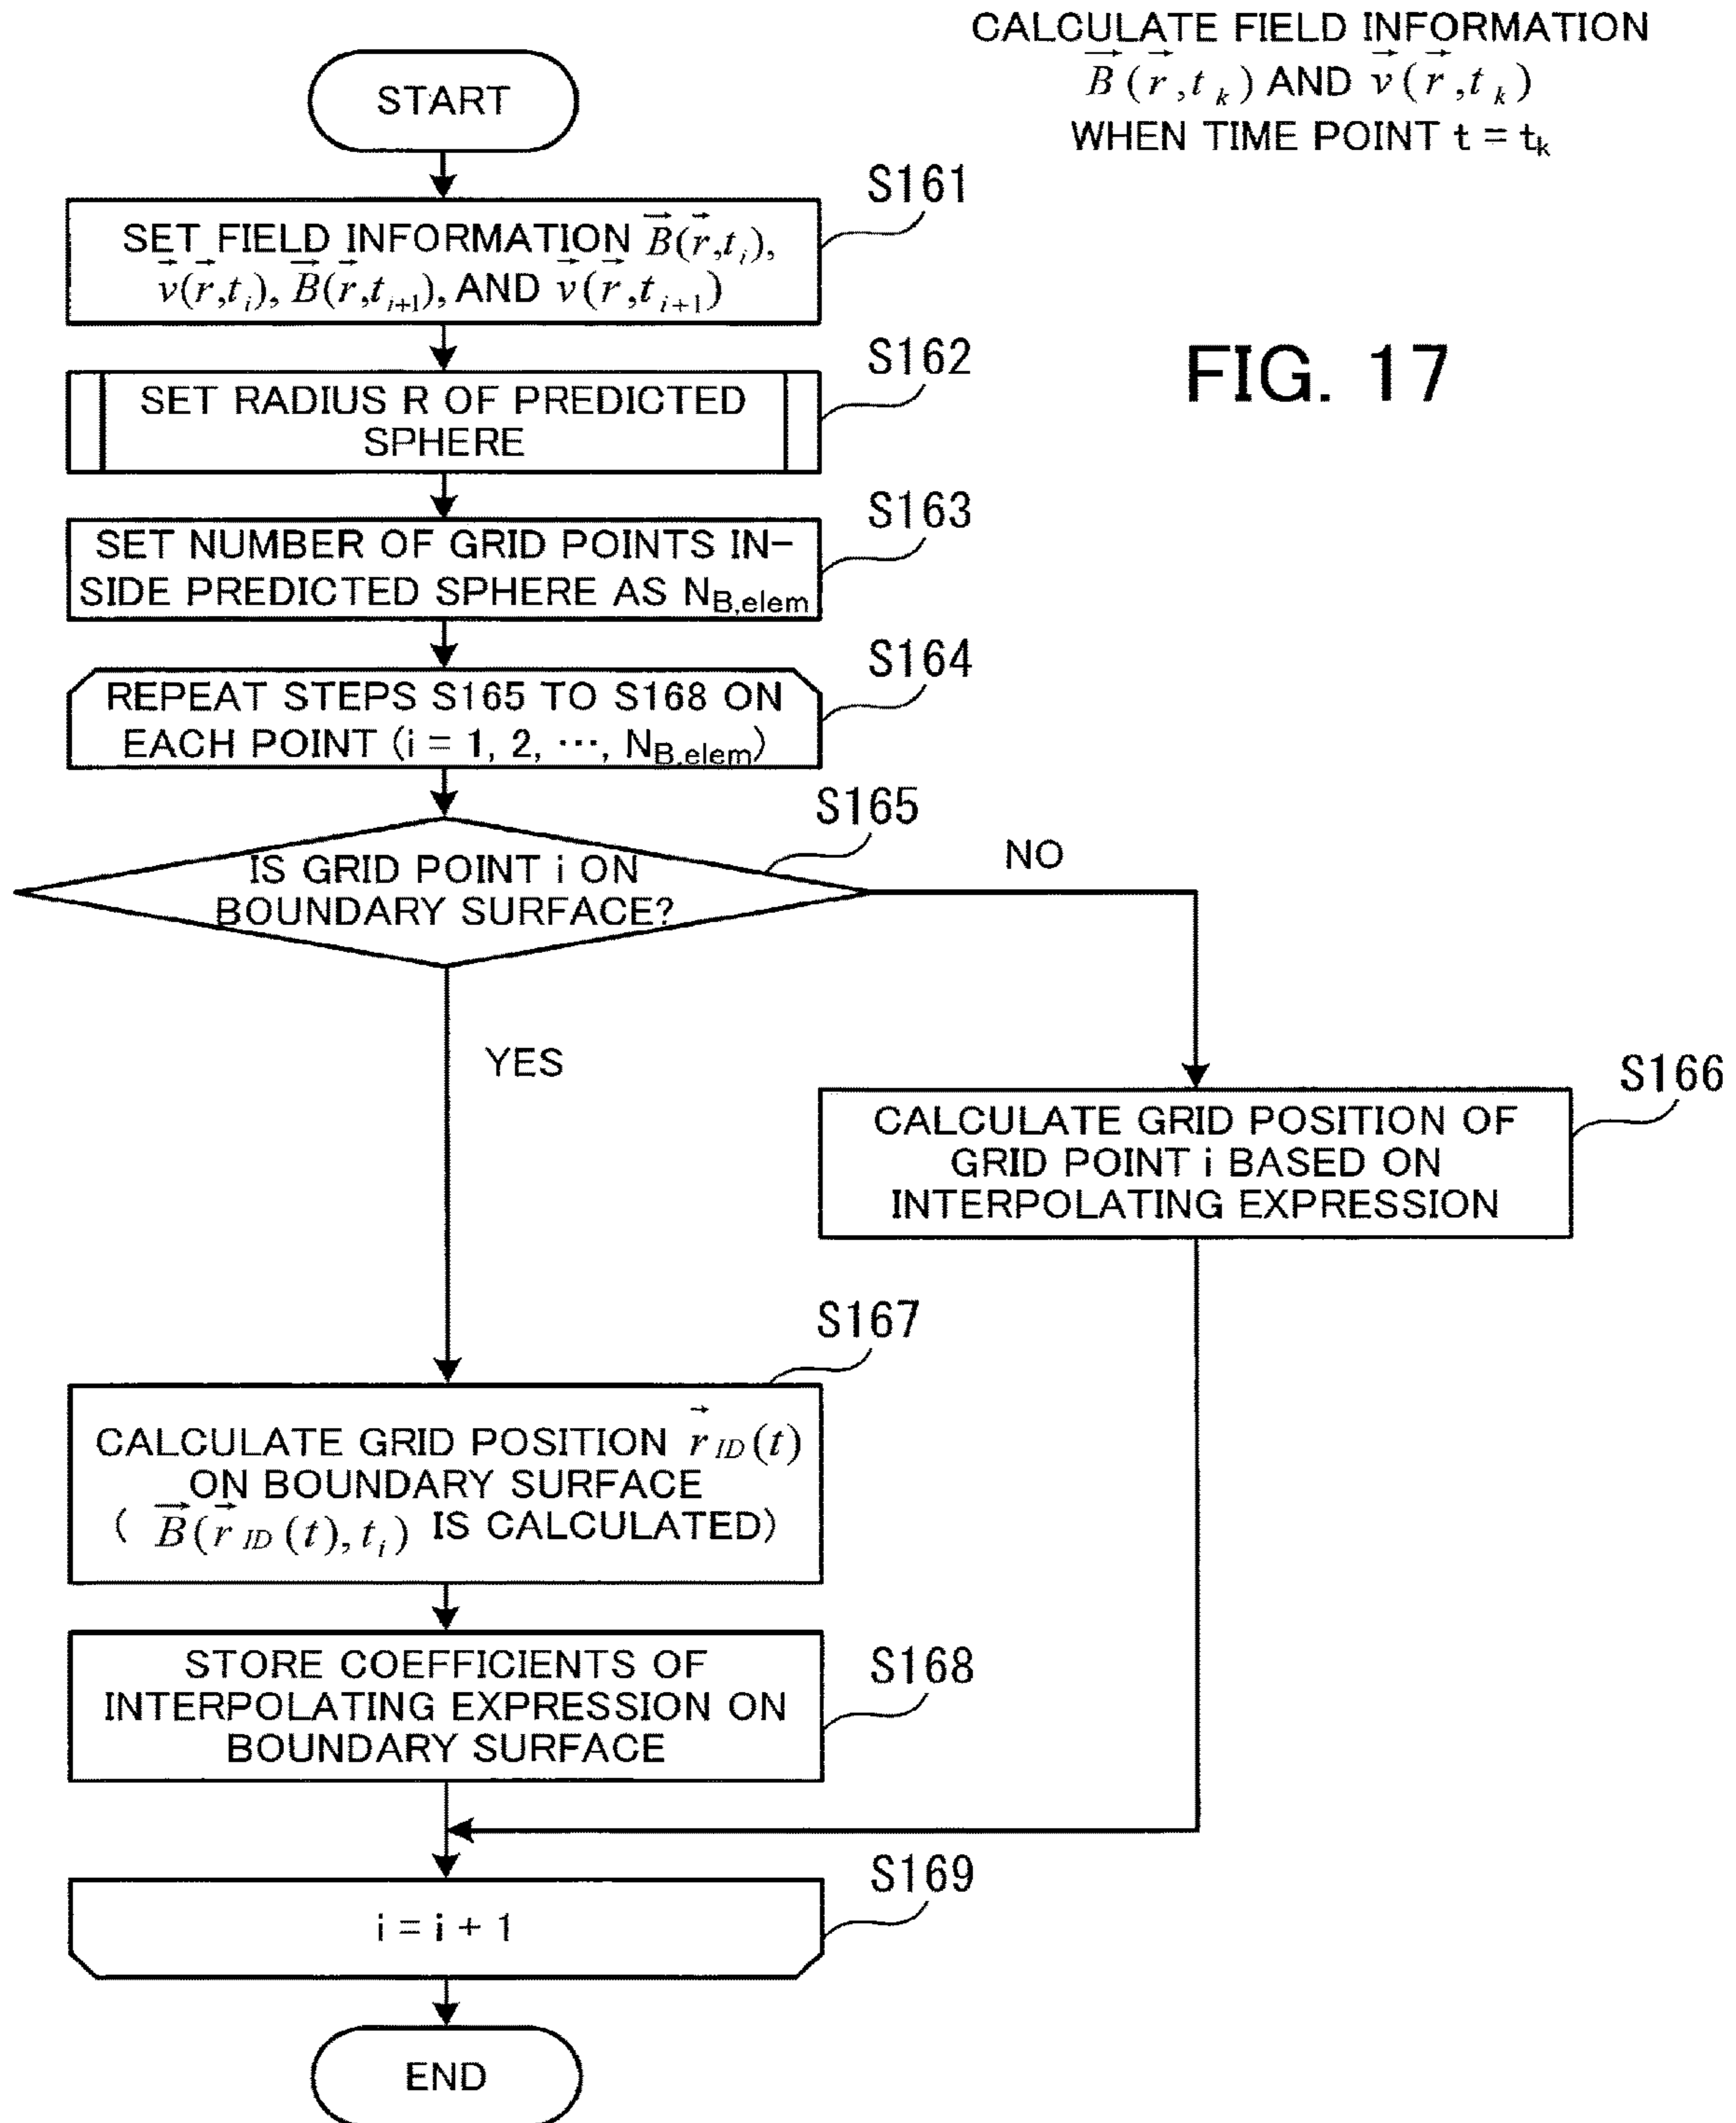 CALCULATE FIELD INFORMATION
B⃗(r⃗,tₖ) AND v⃗(r⃗,tₖ)
WHEN TIME POINT t = tₖ
START
S161
SET FIELD INFORMATION B⃗(r⃗,tᵢ),
v⃗(r⃗,tᵢ), B⃗(r⃗,tᵢ₊₁), AND v⃗(r⃗,tᵢ₊₁)
FIG. 17
S162
SET RADIUS R OF PREDICTED
SPHERE
S163
SET NUMBER OF GRID POINTS IN-
SIDE PREDICTED SPHERE AS N_B,elem
S164
REPEAT STEPS S165 TO S168 ON
EACH POINT (i = 1, 2, ⋯, N_B,elem)
S165
IS GRID POINT i ON
BOUNDARY SURFACE?
NO
YES
S166
CALCULATE GRID POSITION OF
GRID POINT i BASED ON
INTERPOLATING EXPRESSION
S167
CALCULATE GRID POSITION r⃗_ID(t)
ON BOUNDARY SURFACE
( B⃗(r⃗_ID(t), tᵢ) IS CALCULATED)
S168
STORE COEFFICIENTS OF
INTERPOLATING EXPRESSION ON
BOUNDARY SURFACE
S169
i = i + 1
END